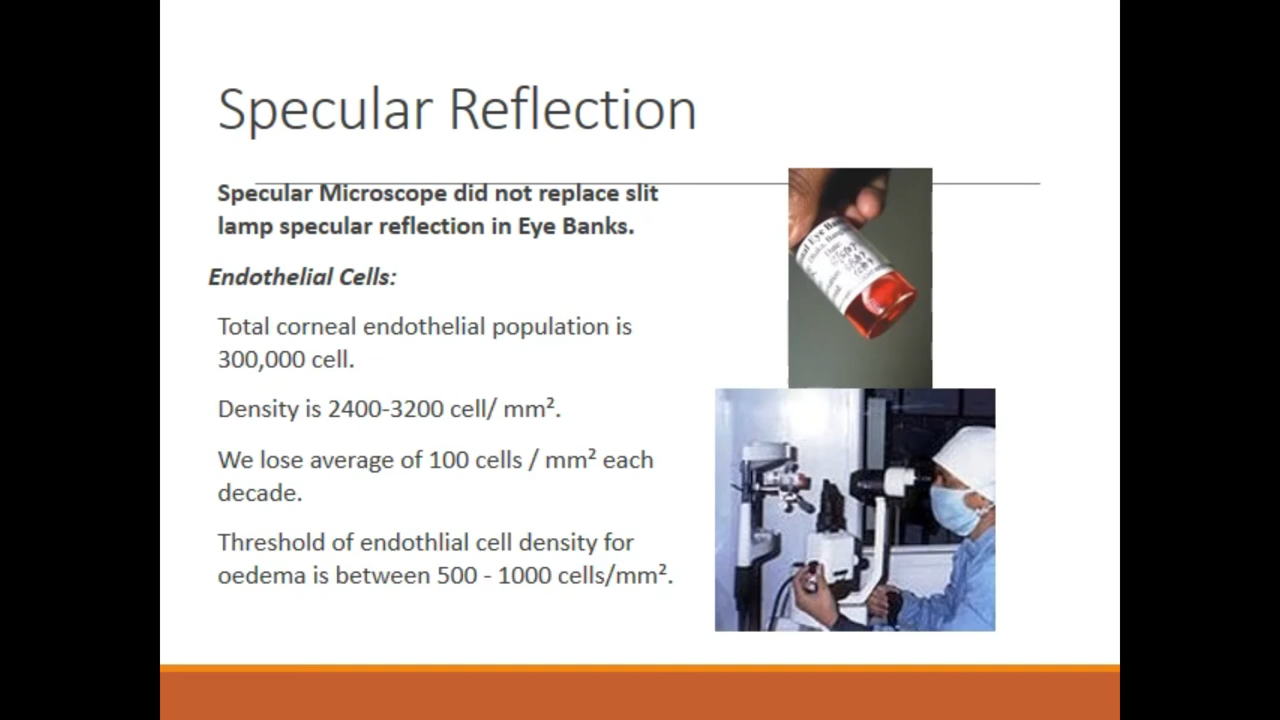 Specular Reflection
Specular Microscope did not replace slit
lamp specular reflection in Eye Banks.
Endothelial Cells:
Total corneal endothelial population is
300,000 cell.
Density is 2400-3200 cell/ mm².
We lose average of 100 cells / mm² each
decade.
Threshold of endothlial cell density for
oedema is between 500 - 1000 cells/mm².